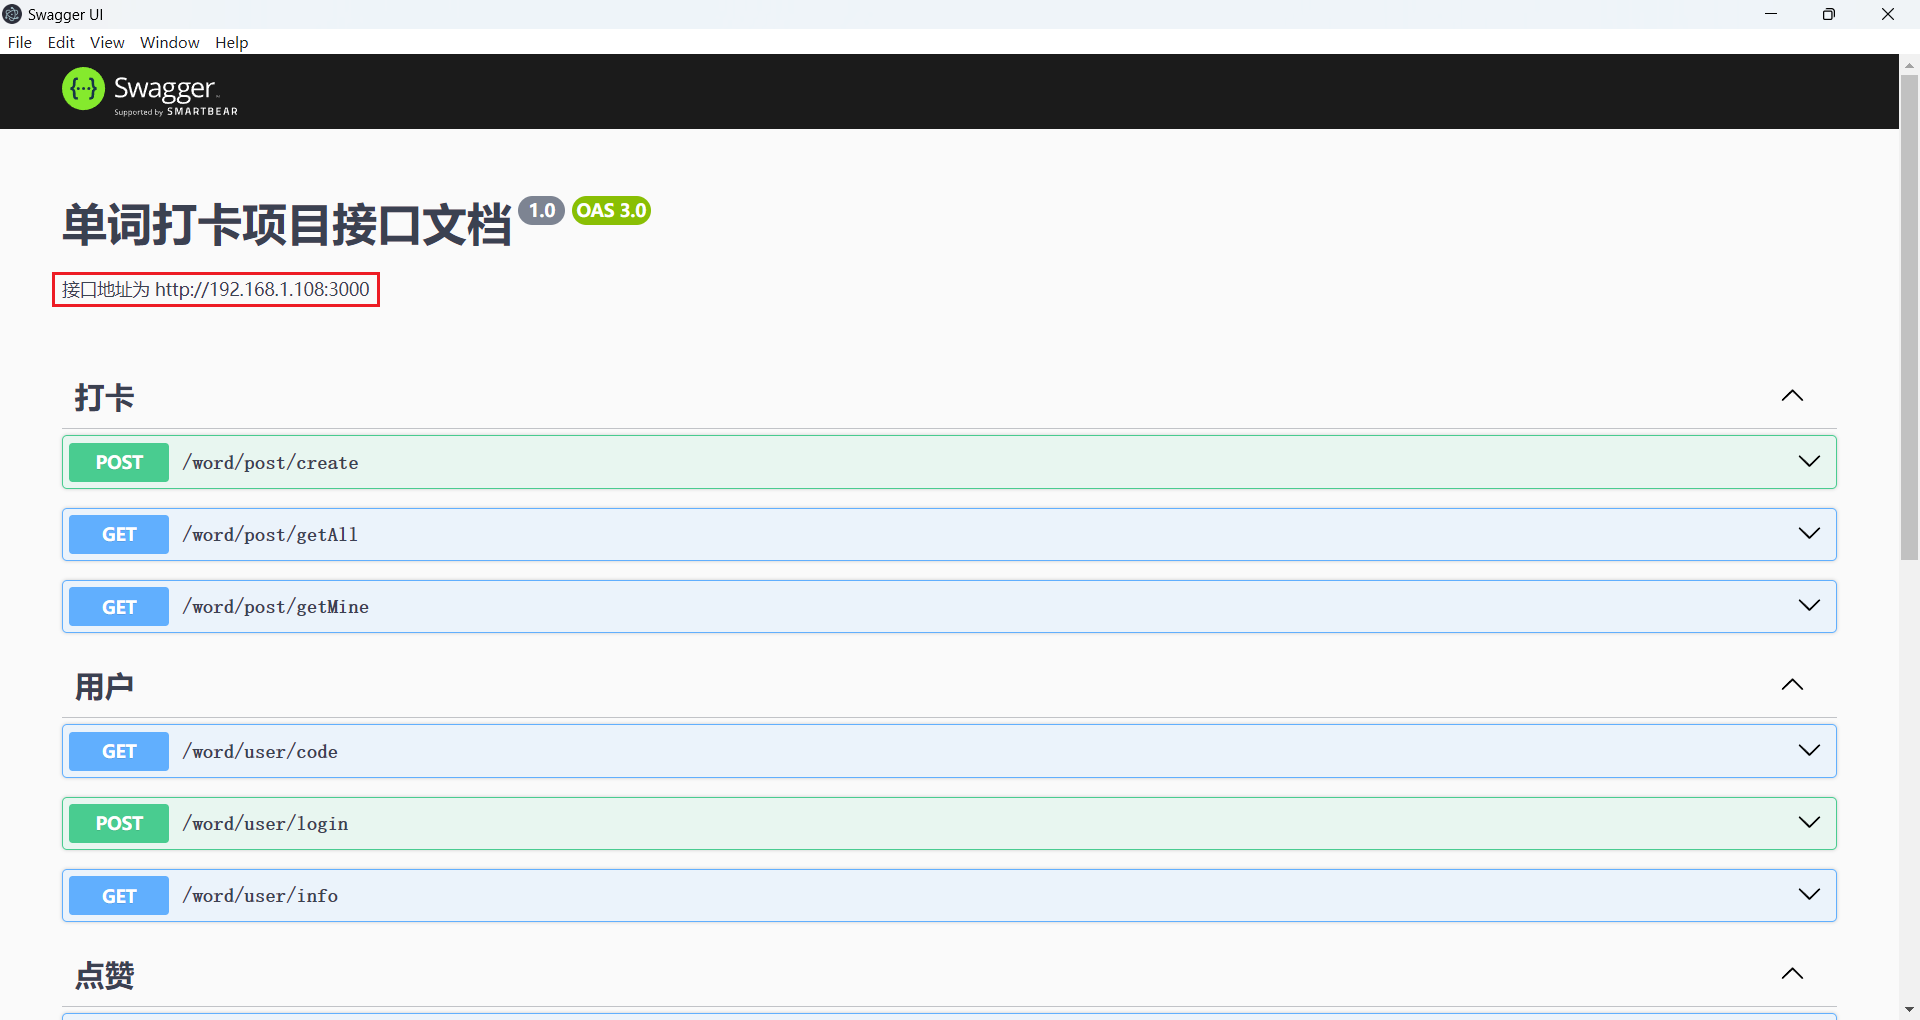 Swagger UI
File Edit View Window Help
{···} Swagger™
Supported by SMARTBEAR
单词打卡项目接口文档 1.0 OAS 3.0
接口地址为 http://192.168.1.108:3000
打卡
POST /word/post/create
GET /word/post/getAll
GET /word/post/getMine
用户
GET /word/user/code
POST /word/user/login
GET /word/user/info
点赞